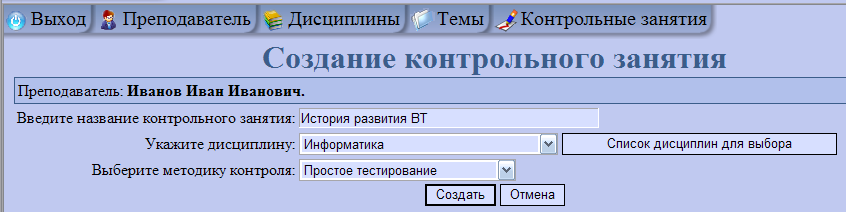 Выход Преподаватель Дисциплины Темы Контрольные занятия
Создание контрольного занятия
Преподаватель: Иванов Иван Иванович.
Введите название контрольного занятия: История развития ВТ
Укажите дисциплину: Информатика Список дисциплин для выбора
Выберите методику контроля: Простое тестирование
Создать Отмена